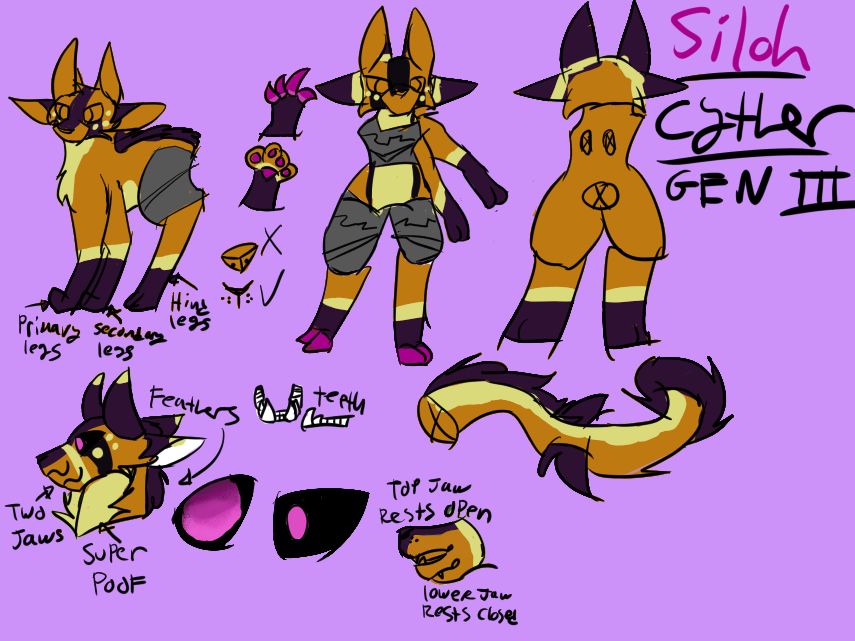 Siloh
Cyther
GEN III
Primary
legs
secondary
legs
Hind
legs
X
V
Feathers
teeth
Two
Jaws
Super
Poof
Top Jaw
Rests open
lower Jaw
Rests closed